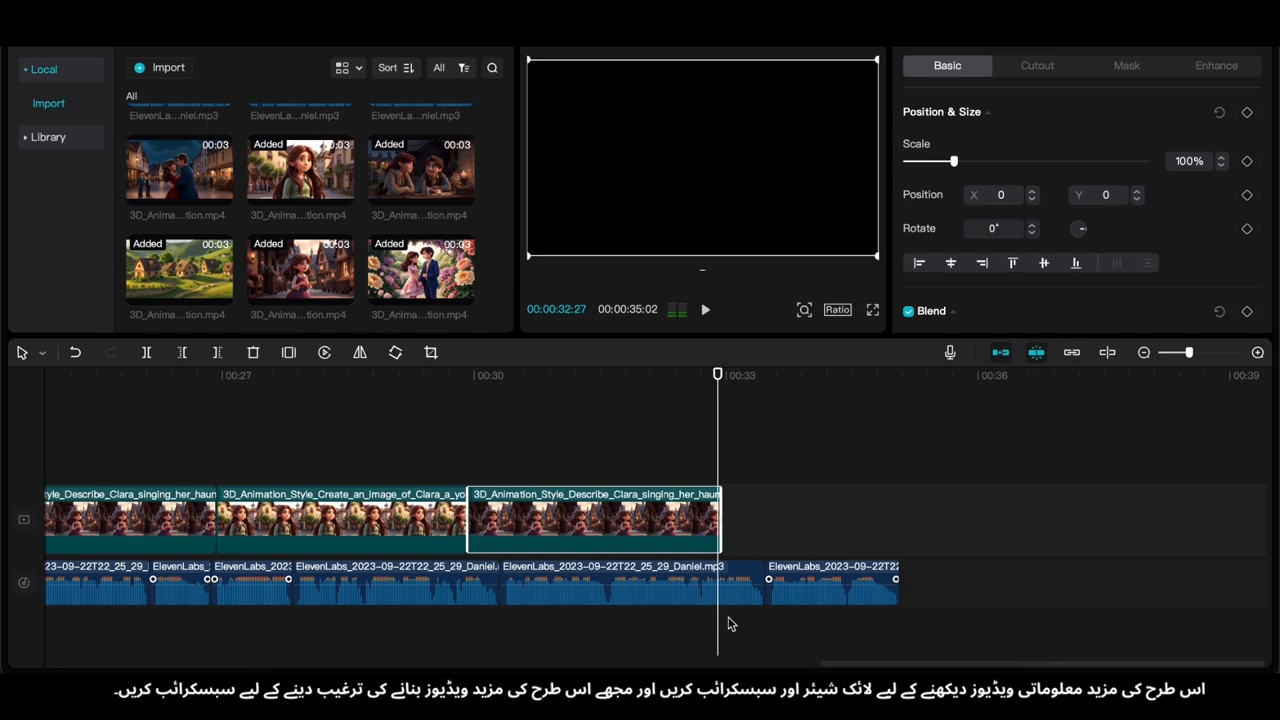 Local
Import
Library
Import
Sort
All
All
ElevenLa...niel.mp3
ElevenLa...niel.mp3
ElevenLa...niel.mp3
00:03
Added 00:03
Added 00:03
3D_Anima...tion.mp4
3D_Anima...tion.mp4
3D_Anima...tion.mp4
Added 00:03
Added 00:03
Added 00:03
3D_Anima...tion.mp4
3D_Anima...tion.mp4
3D_Anima...tion.mp4
00:00:32:27
00:00:35:02
Ratio
Basic
Cutout
Mask
Enhance
Position & Size
Scale
100%
Position
X 0
Y 0
Rotate
0°
Blend
00:27
00:30
00:33
00:36
00:39
tyle_Describe_Clara_singing_her_haun
3D_Animation_Style_Create_an_image_of_Clara_a_yo
3D_Animation_Style_Describe_Clara_singing_her_haun
23-09-22T22_25_29_
ElevenLabs_
ElevenLabs_2023
ElevenLabs_2023-09-22T22_25_29_Daniel.
ElevenLabs_2023-09-22T22_25_29_Daniel.mp3
ElevenLabs_2023-09-22T22
اس طرح کی مزید معلوماتی ویڈیوز دیکھنے کے لیے لائک شیئر اور سبسکرائب کریں اور مجھے اس طرح کی مزید ویڈیوز بنانے کی ترغیب دینے کے لیے سبسکرائب کریں۔